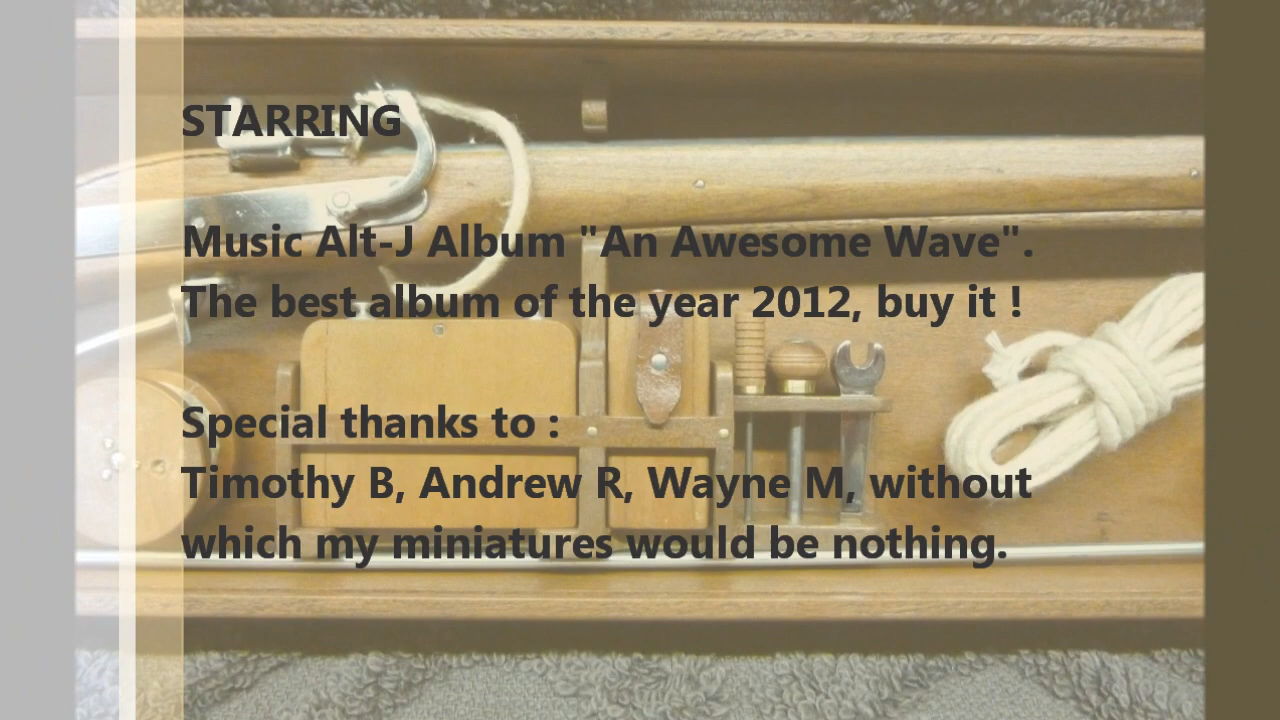 STARRING
Music Alt-J Album "An Awesome Wave".
The best album of the year 2012, buy it !
Special thanks to :
Timothy B, Andrew R, Wayne M, without
which my miniatures would be nothing.